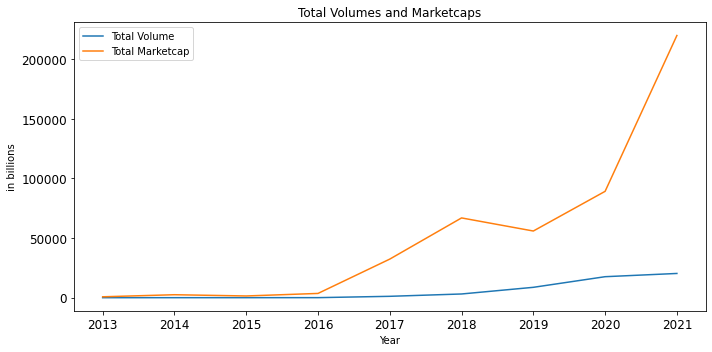 Total Volumes and Marketcaps
Total Volume
Total Marketcap
200000
150000
100000
50000
0
in billions
2013 2014 2015 2016 2017 2018 2019 2020 2021
Year